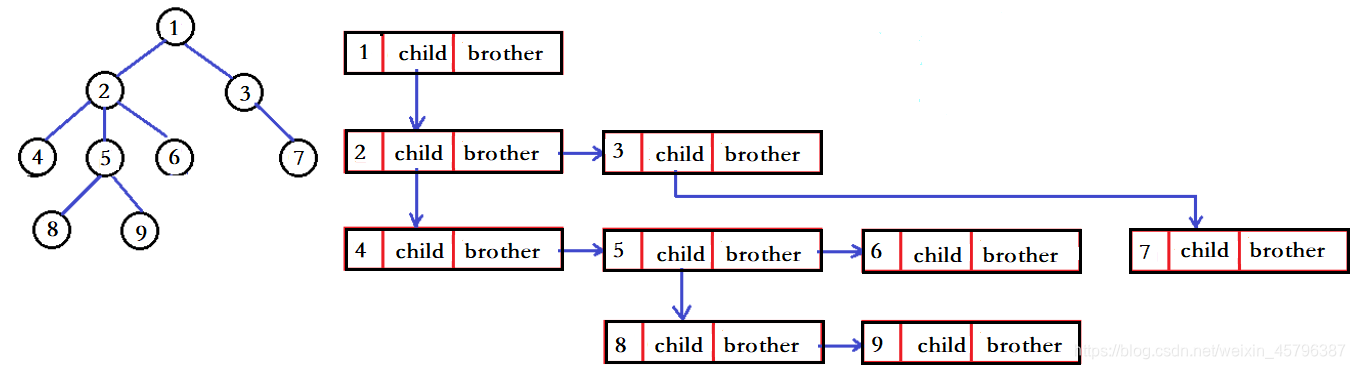 1
1 child brother
2
3
2 child brother
3 child brother
4
5
6
7
8
9
4 child brother
5 child brother
6 child brother
7 child brother
8 child brother
9 child brother
https://blog.csdn.net/weixin_45796387